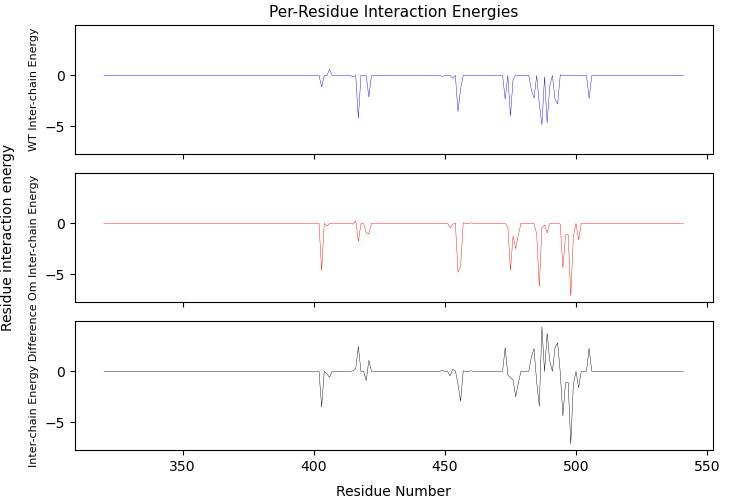 Per-Residue Interaction Energies
Residue interaction energy
WT Inter-chain Energy
0
−5
Om Inter-chain Energy
0
−5
Inter-chain Energy Difference
0
−5
350
400
450
500
550
Residue Number